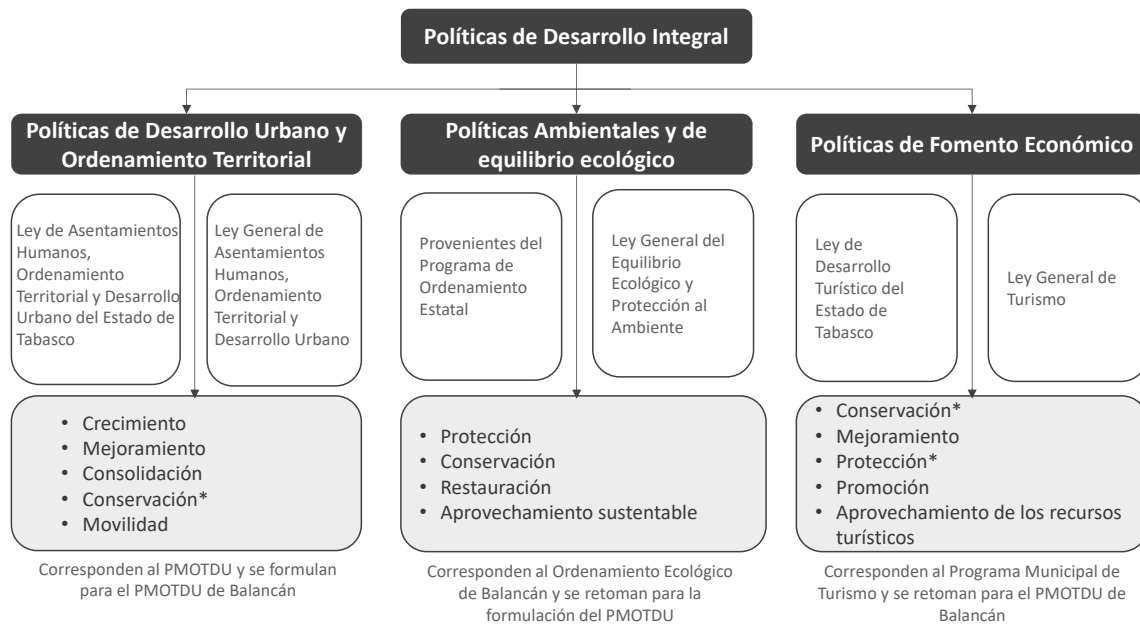 Políticas de Desarrollo Integral
Políticas de Desarrollo Urbano y
Ordenamiento Territorial
Ley de Asentamientos
Humanos,
Ordenamiento
Territorial y Desarrollo
Urbano del Estado de
Tabasco
Ley General de
Asentamientos
Humanos,
Ordenamiento
Territorial y
Desarrollo Urbano
• Crecimiento
• Mejoramiento
• Consolidación
• Conservación*
• Movilidad
Corresponden al PMOTDU y se formulan
para el PMOTDU de Balancán
Políticas Ambientales y de
equilibrio ecológico
Provenientes del
Programa de
Ordenamiento
Estatal
Ley General del
Equilibrio
Ecológico y
Protección al
Ambiente
• Protección
• Conservación
• Restauración
• Aprovechamiento sustentable
Corresponden al Ordenamiento Ecológico
de Balancán y se retoman para la
formulación del PMOTDU
Políticas de Fomento Económico
Ley de
Desarrollo
Turístico del
Estado de
Tabasco
Ley General de
Turismo
• Conservación*
• Mejoramiento
• Protección*
• Promoción
• Aprovechamiento de los recursos
turísticos
Corresponden al Programa Municipal de
Turismo y se retoman para el PMOTDU de
Balancán